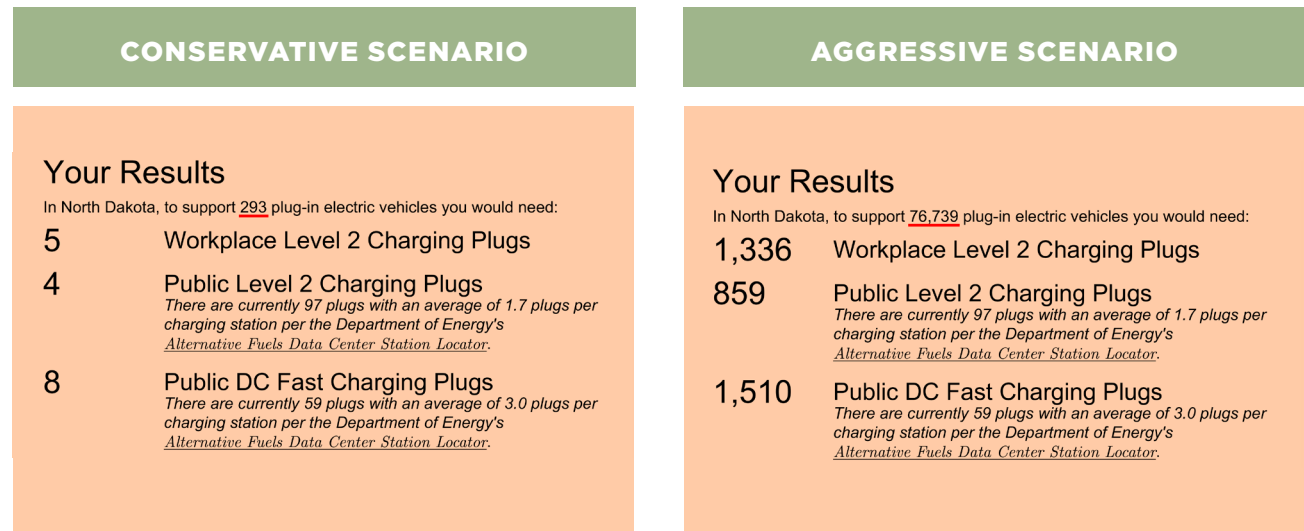 CONSERVATIVE SCENARIO
Your Results
In North Dakota, to support 293 plug-in electric vehicles you would need:
5 Workplace Level 2 Charging Plugs
4 Public Level 2 Charging Plugs
There are currently 97 plugs with an average of 1.7 plugs per
charging station per the Department of Energy's
Alternative Fuels Data Center Station Locator.
8 Public DC Fast Charging Plugs
There are currently 59 plugs with an average of 3.0 plugs per
charging station per the Department of Energy's
Alternative Fuels Data Center Station Locator.
AGGRESSIVE SCENARIO
Your Results
In North Dakota, to support 76,739 plug-in electric vehicles you would need:
1,336 Workplace Level 2 Charging Plugs
859 Public Level 2 Charging Plugs
There are currently 97 plugs with an average of 1.7 plugs per
charging station per the Department of Energy's
Alternative Fuels Data Center Station Locator.
1,510 Public DC Fast Charging Plugs
There are currently 59 plugs with an average of 3.0 plugs per
charging station per the Department of Energy's
Alternative Fuels Data Center Station Locator.